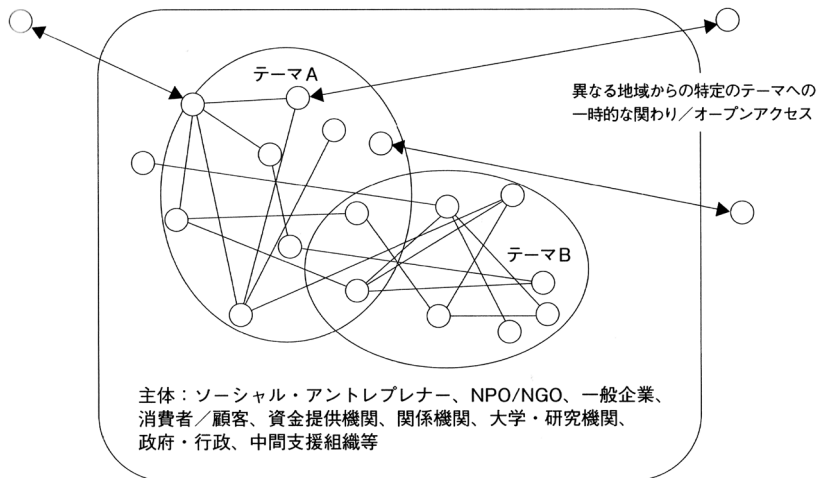 テーマA
異なる地域からの特定のテーマへの
一時的な関わり／オープンアクセス
テーマB
主体：ソーシャル・アントレプレナー、NPO/NGO、一般企業、
消費者／顧客、資金提供機関、関係機関、大学・研究機関、
政府・行政、中間支援組織等